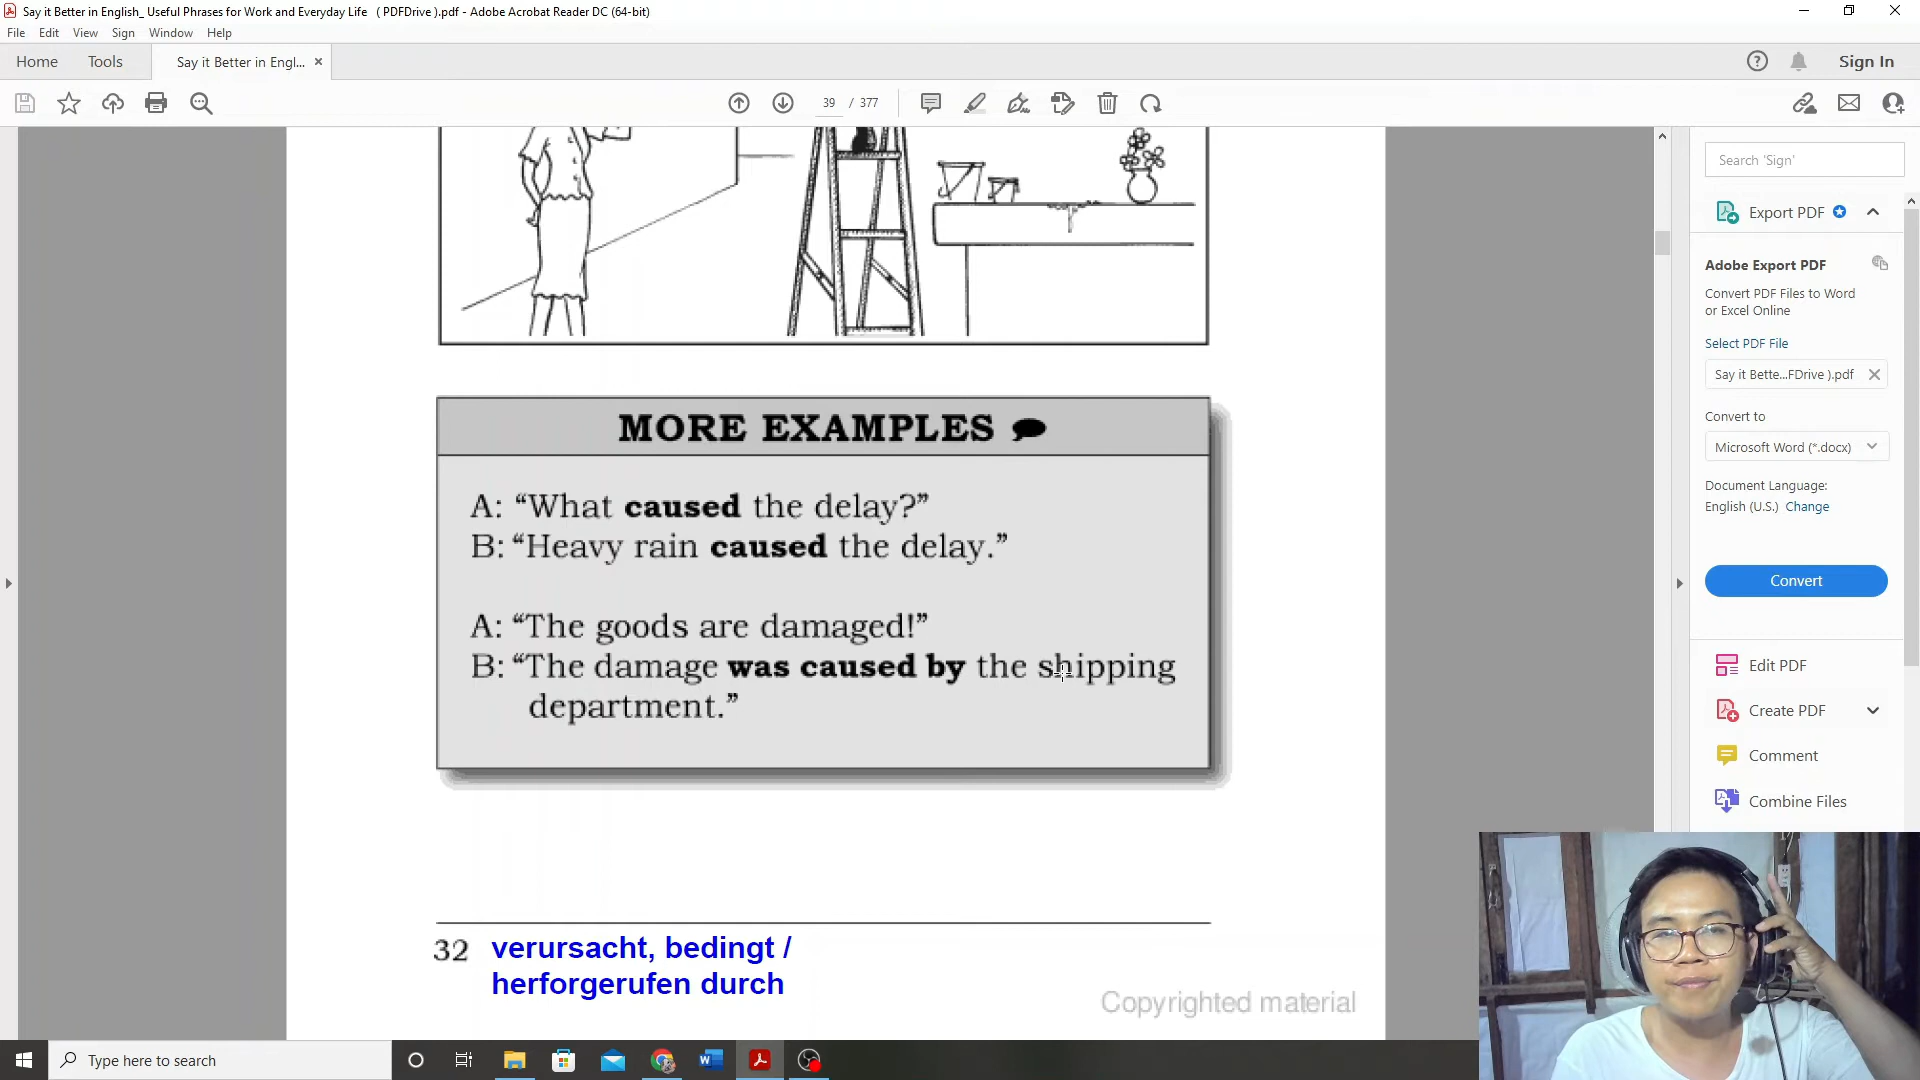 Say it Better in English_ Useful Phrases for Work and Everyday Life   ( PDFDrive ).pdf - Adobe Acrobat Reader DC (64-bit)
File Edit View Sign Window Help
Home Tools Say it Better in Engl...
Sign In
39 / 377
Search 'Sign'
Export PDF
Adobe Export PDF
Convert PDF Files to Word
or Excel Online
Select PDF File
Say it Bette...FDrive ).pdf
Convert to
Microsoft Word (*.docx)
Document Language:
English (U.S.) Change
Convert
Edit PDF
Create PDF
Comment
Combine Files
MORE EXAMPLES
A: “What caused the delay?”
B: “Heavy rain caused the delay.”
A: “The goods are damaged!”
B: “The damage was caused by the shipping
department.”
32 verursacht, bedingt /
herforgerufen durch
Copyrighted material
Type here to search